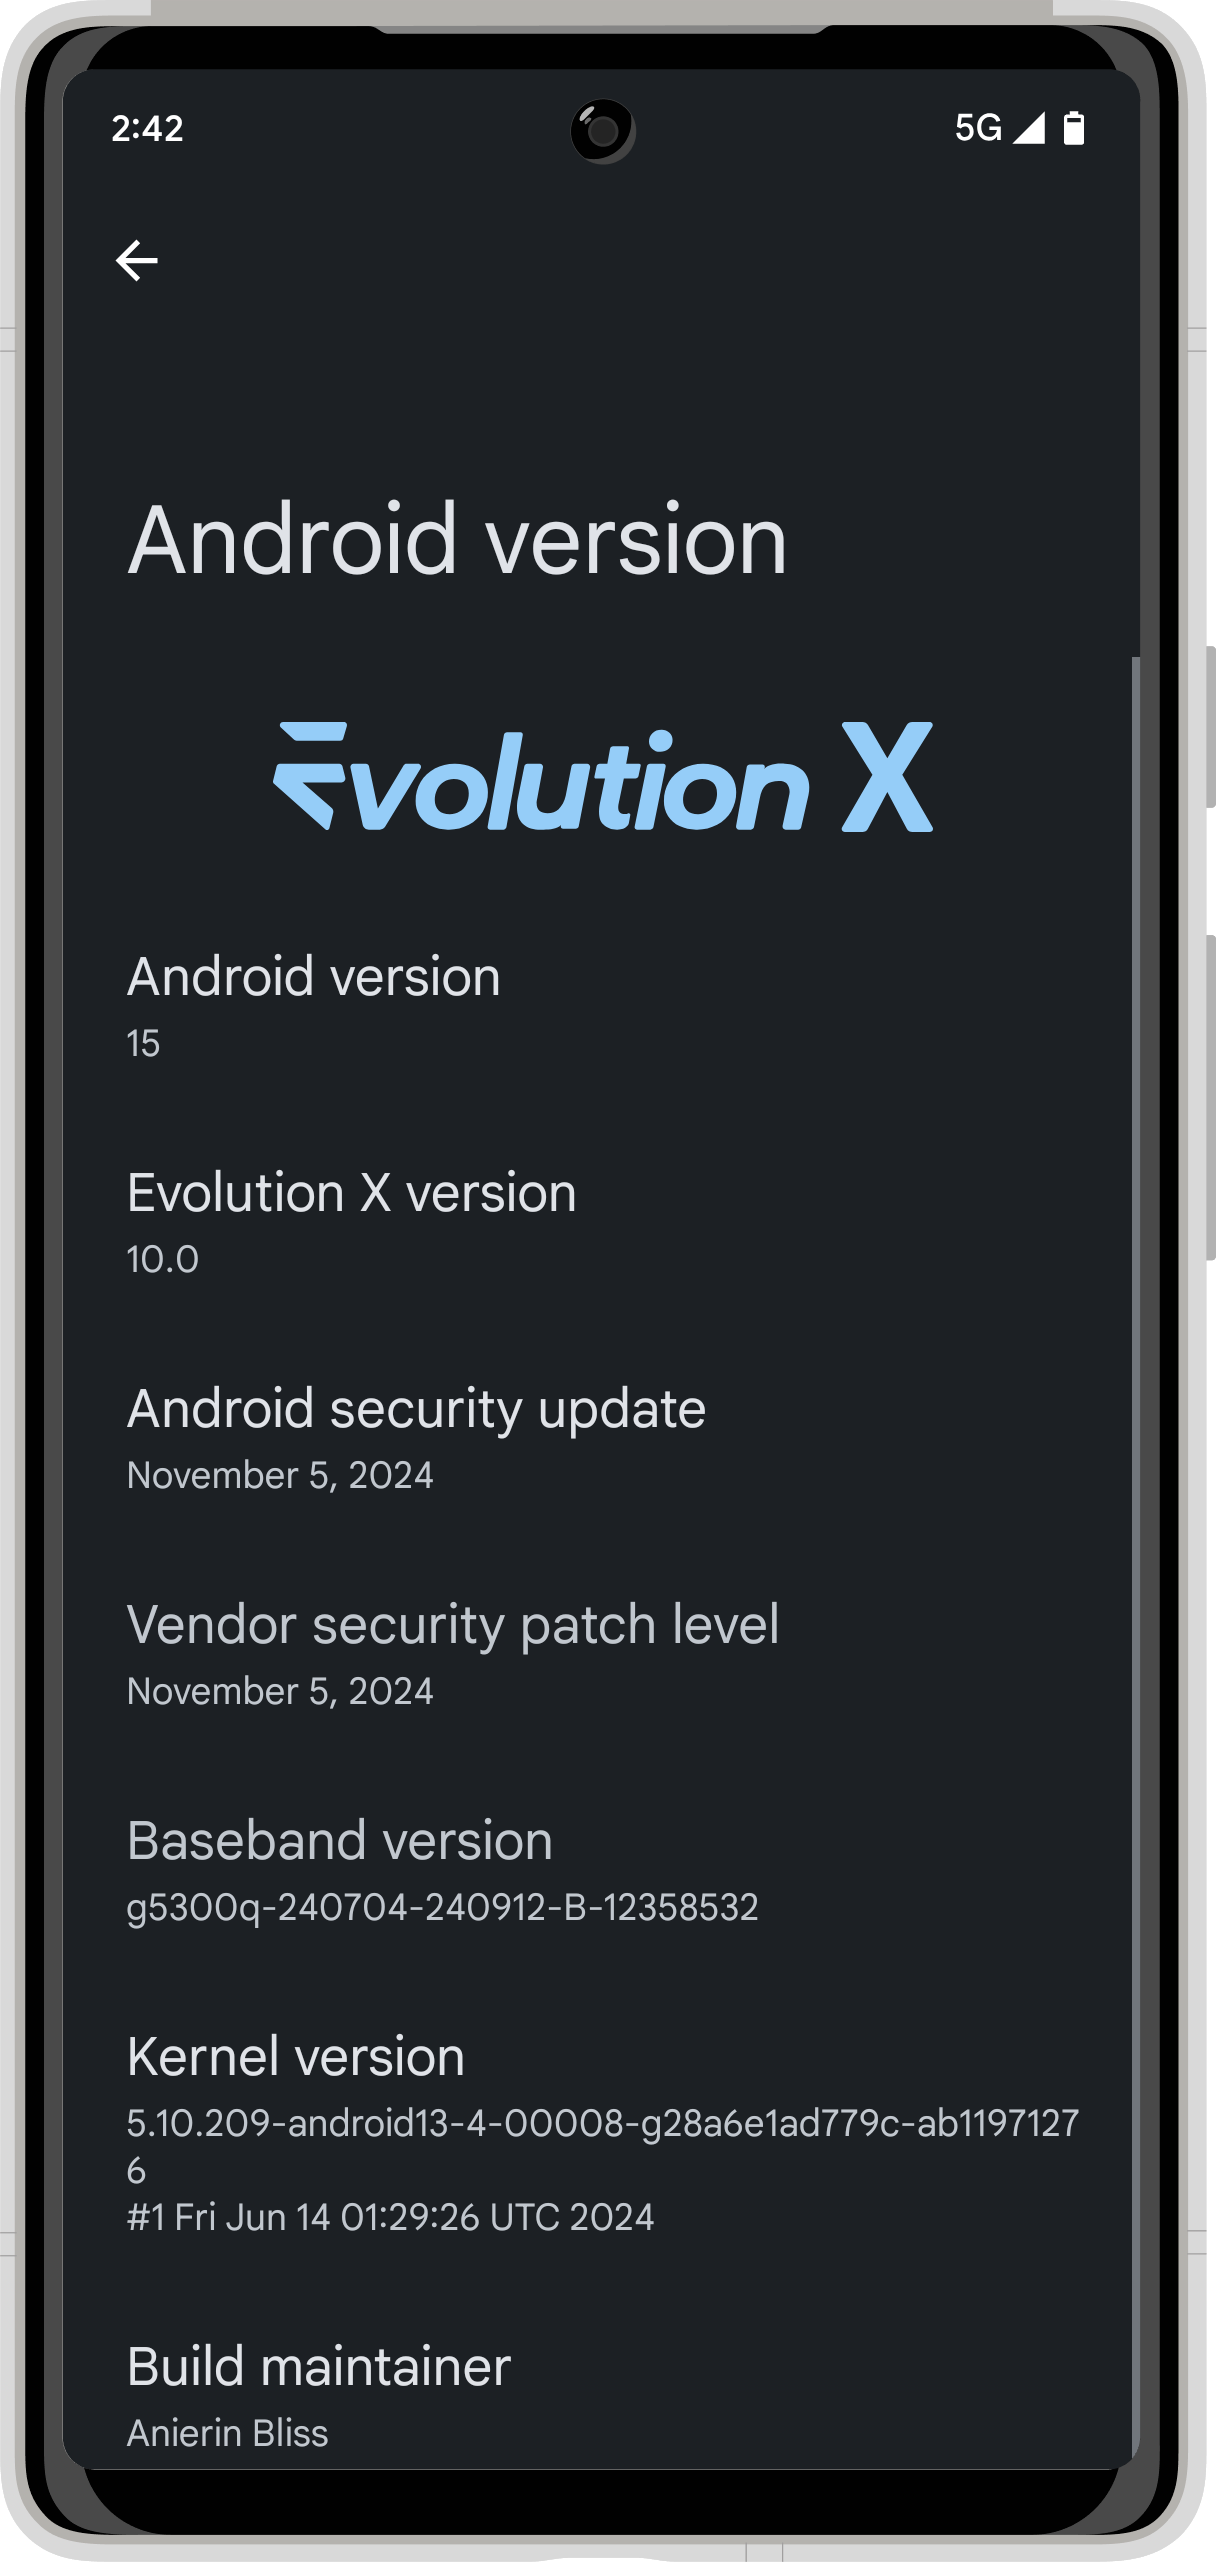 2:42
5G
Android version
Evolution X
Android version
15
Evolution X version
10.0
Android security update
November 5, 2024
Vendor security patch level
November 5, 2024
Baseband version
g5300q-240704-240912-B-12358532
Kernel version
5.10.209-android13-4-00008-g28a6e1ad779c-ab1197127
6
#1 Fri Jun 14 01:29:26 UTC 2024
Build maintainer
Anierin Bliss